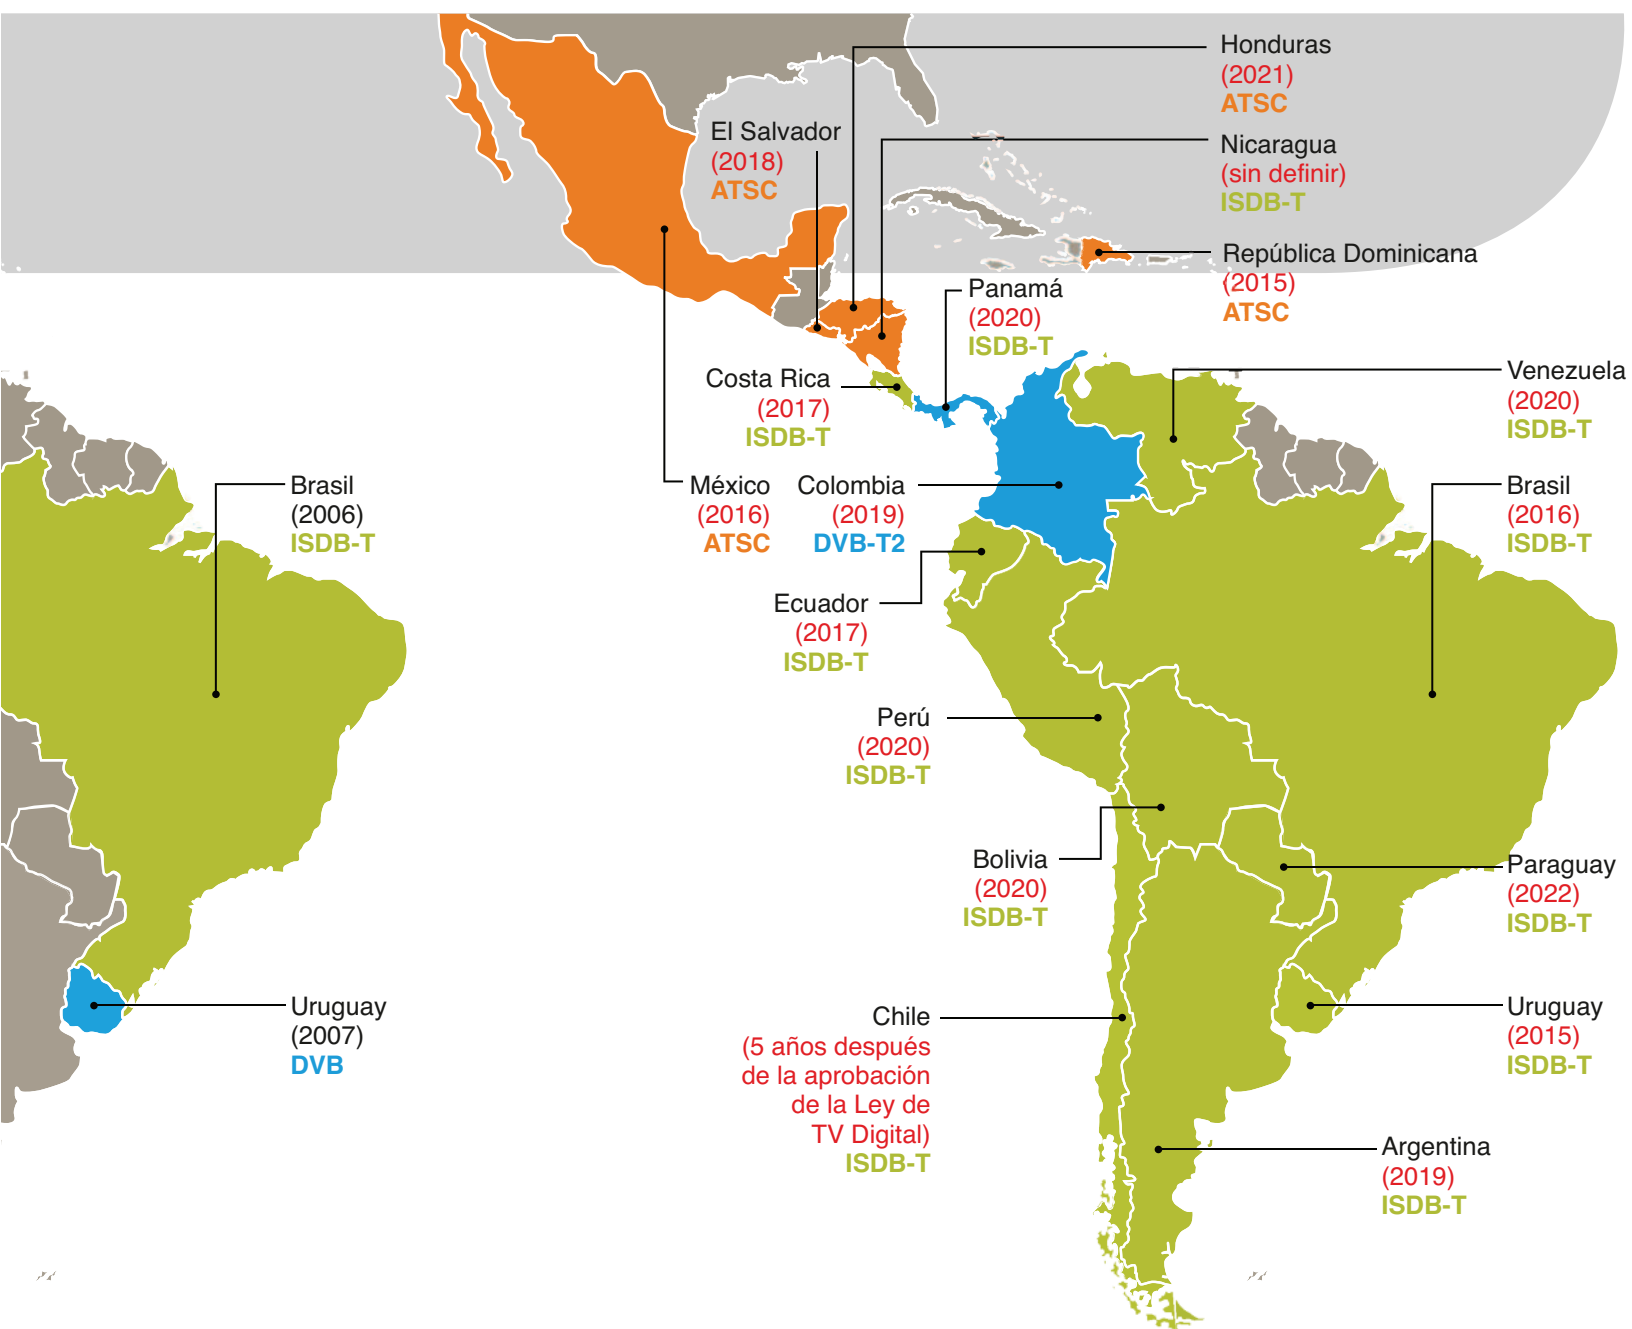 Brasil
(2006)
ISDB-T
Uruguay
(2007)
DVB
Honduras
(2021)
ATSC
El Salvador
(2018)
ATSC
Nicaragua
(sin definir)
ISDB-T
República Dominicana
(2015)
ATSC
Panamá
(2020)
ISDB-T
Costa Rica
(2017)
ISDB-T
Venezuela
(2020)
ISDB-T
México
(2016)
ATSC
Colombia
(2019)
DVB-T2
Brasil
(2016)
ISDB-T
Ecuador
(2017)
ISDB-T
Perú
(2020)
ISDB-T
Bolivia
(2020)
ISDB-T
Paraguay
(2022)
ISDB-T
Chile
(5 años después
de la aprobación
de la Ley de
TV Digital)
ISDB-T
Uruguay
(2015)
ISDB-T
Argentina
(2019)
ISDB-T